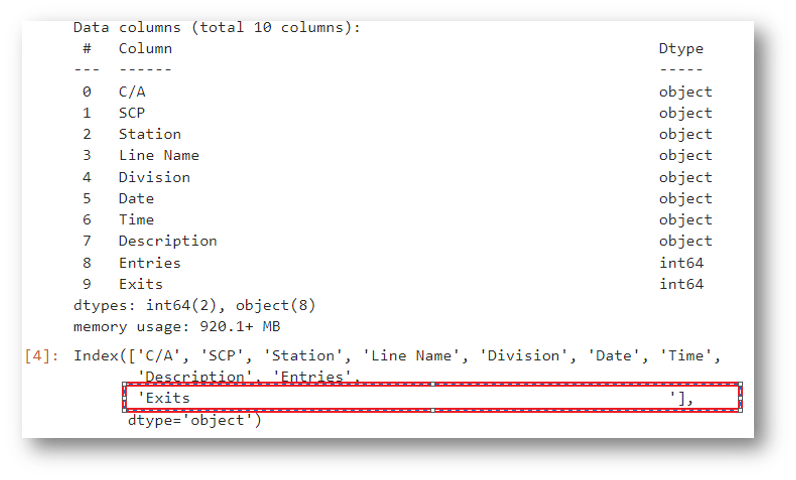 Data columns (total 10 columns):
 #   Column                                                                Dtype
---  ------                                                                -----
 0   C/A                                                                   object
 1   SCP                                                                   object
 2   Station                                                               object
 3   Line Name                                                             object
 4   Division                                                              object
 5   Date                                                                  object
 6   Time                                                                  object
 7   Description                                                           object
 8   Entries                                                               int64
 9   Exits                                                                 int64
dtypes: int64(2), object(8)
memory usage: 920.1+ MB
[4]: Index(['C/A', 'SCP', 'Station', 'Line Name', 'Division', 'Date', 'Time',
       'Description', 'Entries',
       'Exits                                                               '],
      dtype='object')